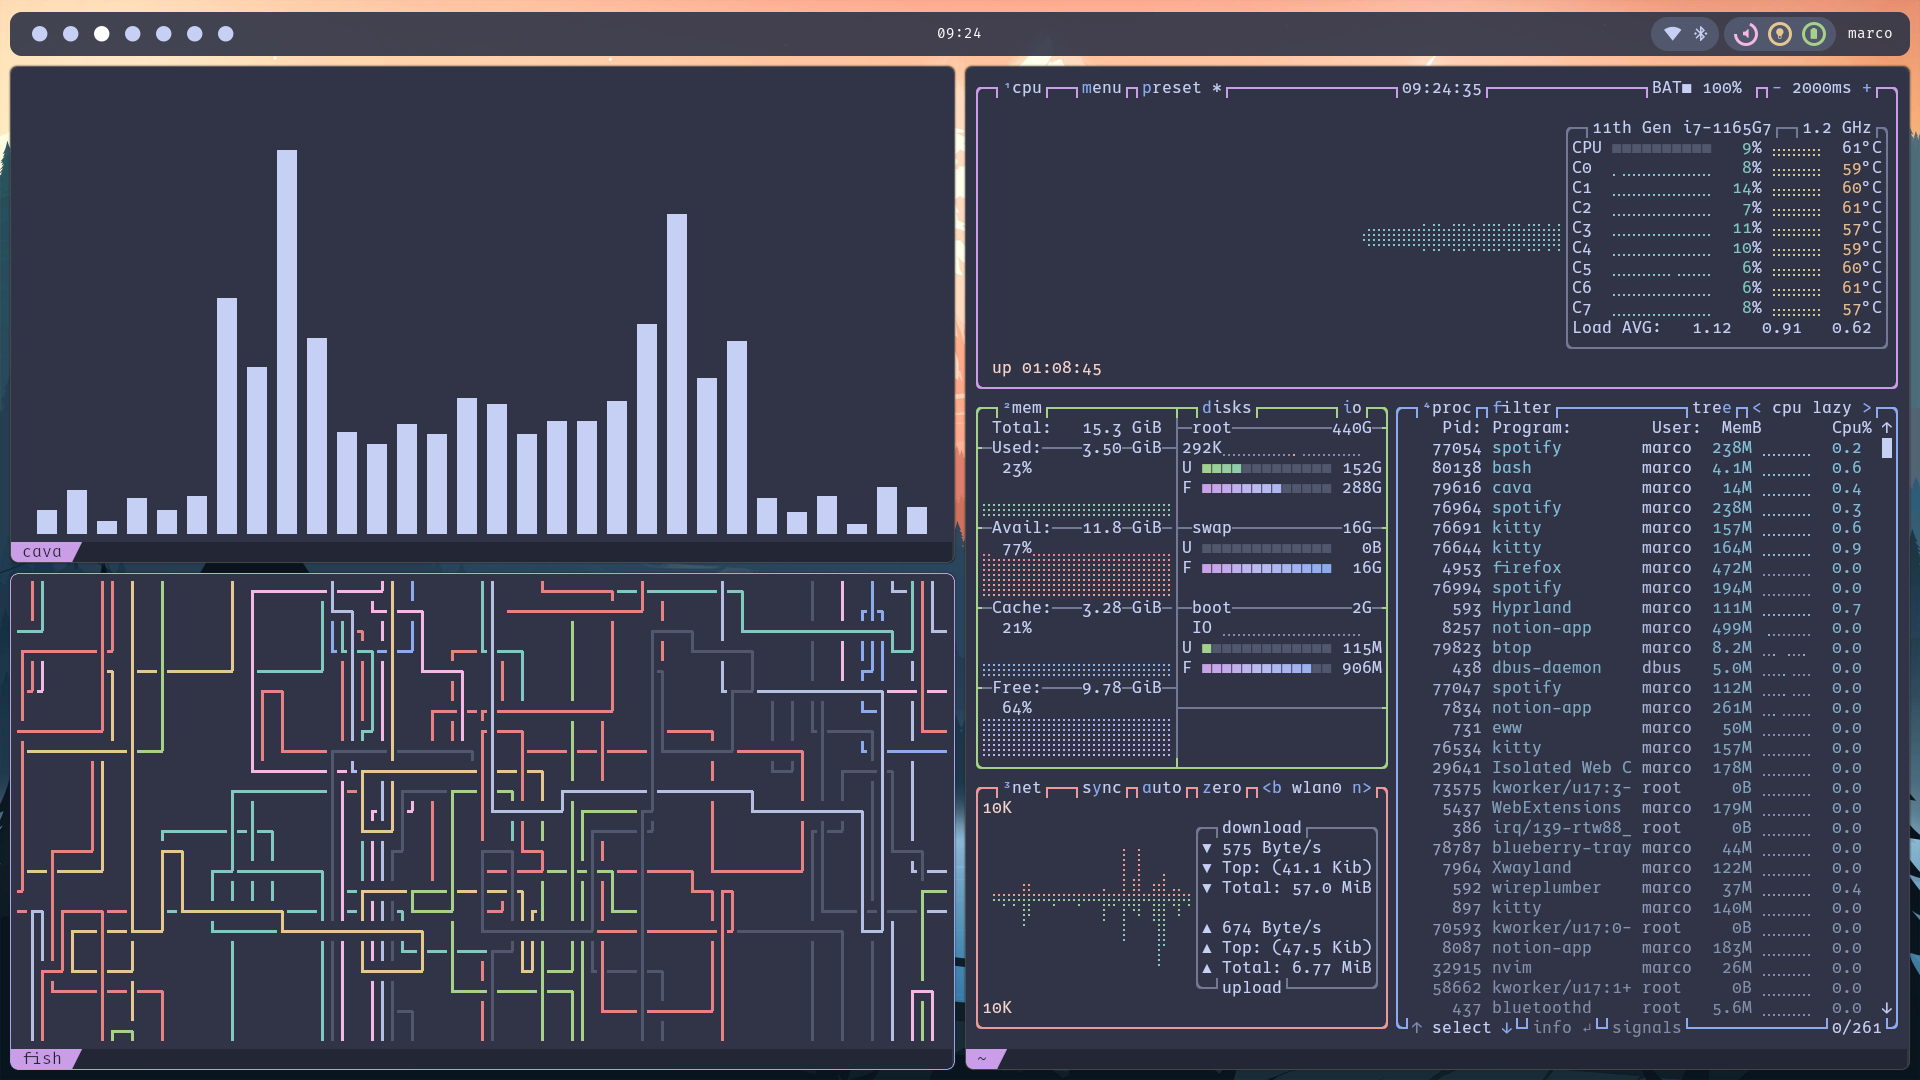 09:24
marco
cava
fish
¹cpu menu preset * 09:24:35 BAT■ 100% - 2000ms +
11th Gen i7-1165G7 1.2 GHz
CPU 9% 61°C
C0 8% 59°C
C1 14% 60°C
C2 7% 61°C
C3 11% 57°C
C4 10% 59°C
C5 6% 60°C
C6 6% 61°C
C7 8% 57°C
Load AVG: 1.12 0.91 0.62
up 01:08:45
²mem disks io
Total: 15.3 GiB
Used: 3.50 GiB
23%
Avail: 11.8 GiB
77%
Cache: 3.28 GiB
21%
Free: 9.78 GiB
64%
root 440G
292K
U 152G
F 288G
swap 16G
U 0B
F 16G
boot 2G
IO
U 115M
F 906M
³net sync auto zero <b wlan0 n>
10K
download
▼ 575 Byte/s
▼ Top: (41.1 Kib)
▼ Total: 57.0 MiB
▲ 674 Byte/s
▲ Top: (47.5 Kib)
▲ Total: 6.77 MiB
upload
10K
⁴proc filter tree < cpu lazy >
Pid: Program: User: MemB Cpu% ↑
77054 spotify marco 238M 0.2
80138 bash marco 4.1M 0.6
79616 cava marco 14M 0.4
76964 spotify marco 238M 0.3
76691 kitty marco 157M 0.6
76644 kitty marco 164M 0.9
4953 firefox marco 472M 0.0
76994 spotify marco 194M 0.0
593 Hyprland marco 111M 0.7
8257 notion-app marco 499M 0.0
79823 btop marco 8.2M 0.0
438 dbus-daemon dbus 5.0M 0.0
77047 spotify marco 112M 0.0
7834 notion-app marco 261M 0.0
731 eww marco 50M 0.0
76534 kitty marco 157M 0.0
29641 Isolated Web C marco 178M 0.0
73575 kworker/u17:3- root 0B 0.0
5437 WebExtensions marco 179M 0.0
386 irq/139-rtw88_ root 0B 0.0
78787 blueberry-tray marco 44M 0.0
7964 Xwayland marco 122M 0.0
592 wireplumber marco 37M 0.4
897 kitty marco 140M 0.0
70593 kworker/u17:0- root 0B 0.0
8087 notion-app marco 183M 0.0
32915 nvim marco 26M 0.0
58662 kworker/u17:1+ root 0B 0.0
437 bluetoothd root 5.6M 0.0 ↓
↑ select ↓ info ↵ signals 0/261
~